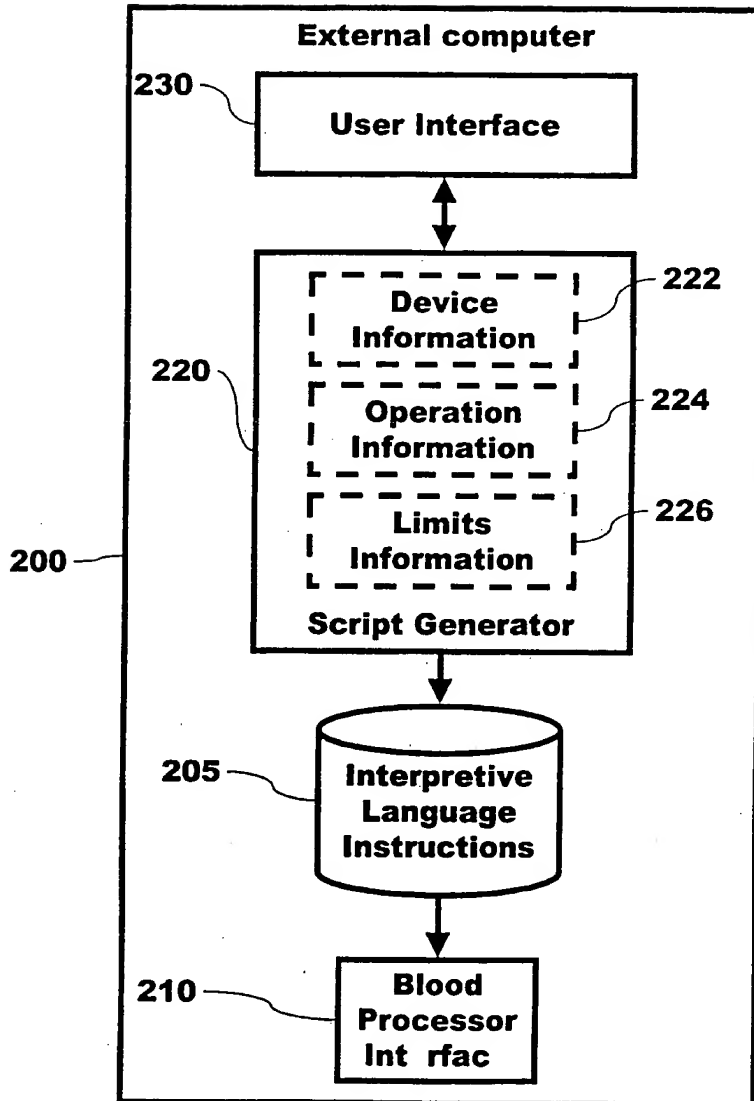 External computer
230
User Interface
222
Device
Information
220
224
Operation
Information
226
Limits
Information
200
Script Generator
205
Interpretive
Language
Instructions
210
Blood
Processor
Int rfac